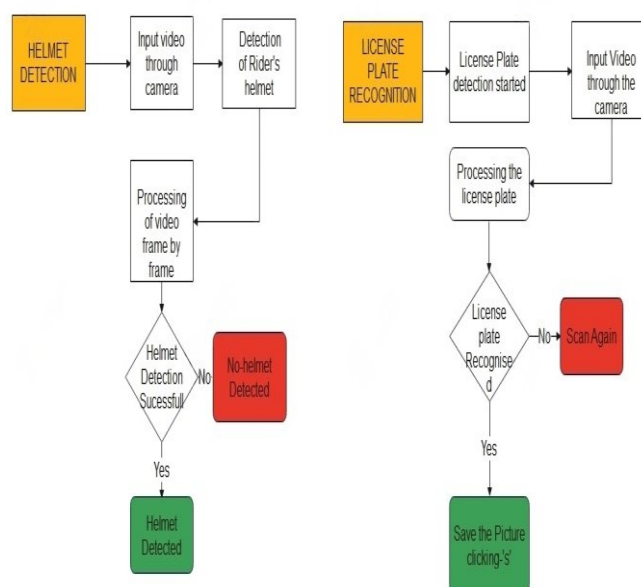 HELMET
DETECTION
Input video
through
camera
Detection
of Rider's
helmet
Processing
of video
frame by
frame
Helmet
Detection
Sucessfull
No
No-helmet
Detected
Yes
Helmet
Detected
LICENSE
PLATE
RECOGNITION
License Plate
detection started
Input Video
through the
camera
Processing the
license plate
License
plate
Recognise
d
No
Scan Again
Yes
Save the Picture
clicking-'s'